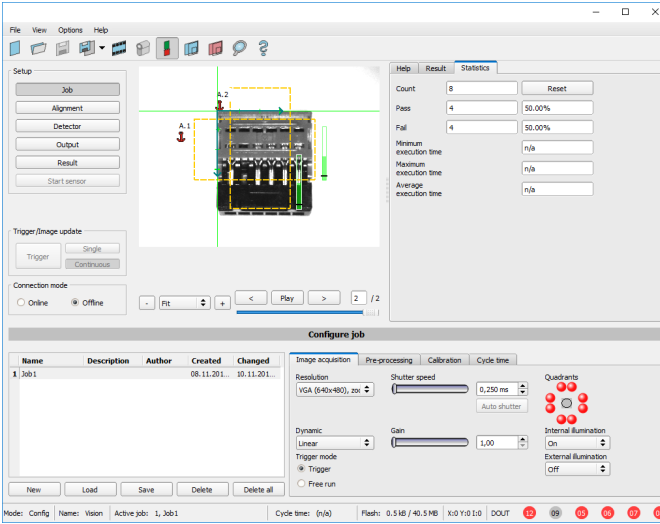 File View Options Help
Setup
Job
Alignment
Detector
Output
Result
Start sensor
Trigger/Image update
Trigger
Single
Continuous
Connection mode
Online Offline
A.2
A.1
- Fit + < Play > 2 /2
Help Result Statistics
Count 8 Reset
Pass 4 50.00%
Fail 4 50.00%
Minimum
execution time n/a
Maximum
execution time n/a
Average
execution time n/a
Configure job
Name Description Author Created Changed
1 Job1 08.11.201... 10.11.201...
New Load Save Delete Delete all
Image acquisition Pre-processing Calibration Cycle time
Resolution Shutter speed Quadrants
VGA (640x480), zoo 0,250 ms
Auto shutter
Dynamic Gain Internal illumination
Linear 1,00 On
Trigger mode External illumination
Trigger Off
Free run
Mode: Config Name: Vision Active job: 1, Job1 Cycle time: (n/a) Flash: 0.5 kB / 40.5 MB X:0 Y:0 I:0 DOUT 12 09 05 06 07